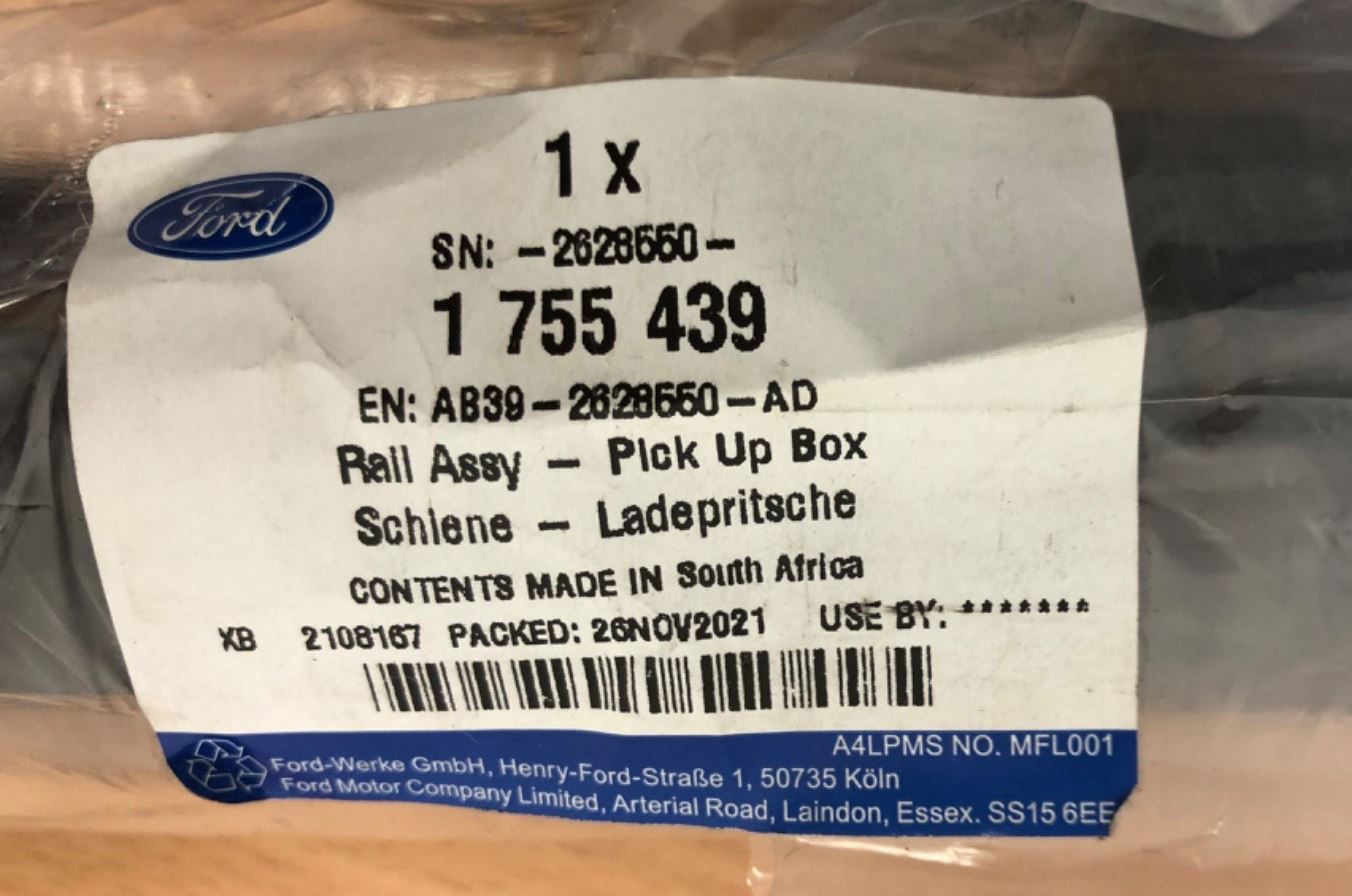 1 x
Ford
SN: -2628550-
1 755 439
EN: AB39-2628550-AD
Rail Assy - Pick Up Box
Schiene - Ladepritsche
CONTENTS MADE IN South Africa
XB 2108167 PACKED: 26NOV2021 USE BY: *******
A4LPMS NO. MFL001
Ford-Werke GmbH, Henry-Ford-Straße 1, 50735 Köln
Ford Motor Company Limited, Arterial Road, Laindon, Essex. SS15 6EE